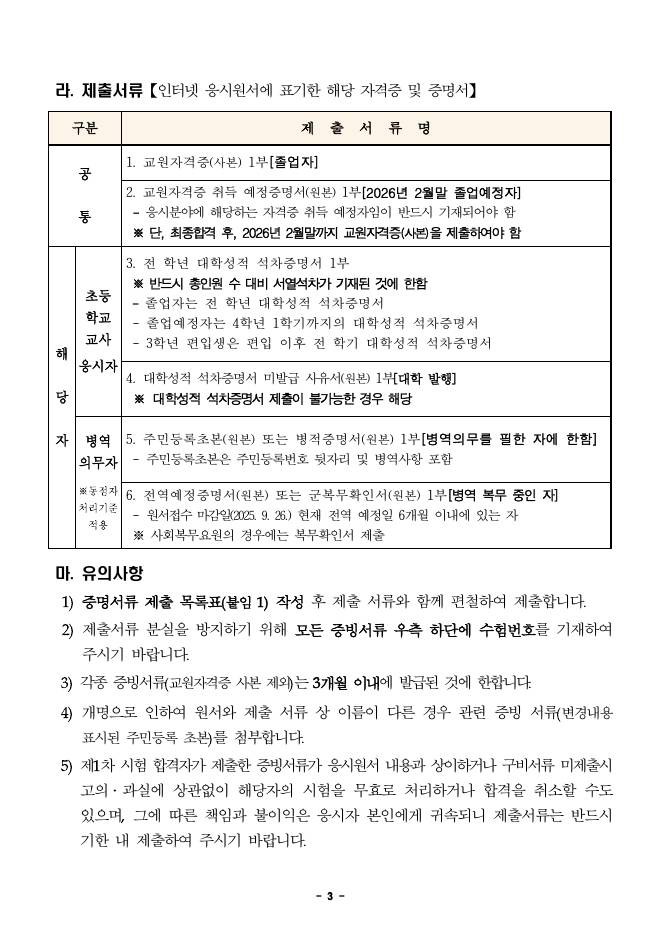 라. 제출서류 【인터넷 응시원서에 표기한 해당 자격증 및 증명서】
구분
제 출 서 류 명
공
통
1. 교원자격증(사본) 1부[졸업자]
2. 교원자격증 취득 예정증명서(원본) 1부[2026년 2월말 졸업예정자]
- 응시분야에 해당하는 자격증 취득 예정자임이 반드시 기재되어야 함
※ 단, 최종합격 후, 2026년 2월말까지 교원자격증(사본)을 제출하여야 함
해
당
자
초등
학교
교사
응시자
3. 전 학년 대학성적 석차증명서 1부
※ 반드시 총인원 수 대비 서열석차가 기재된 것에 한함
- 졸업자는 전 학년 대학성적 석차증명서
- 졸업예정자는 4학년 1학기까지의 대학성적 석차증명서
- 3학년 편입생은 편입 이후 전 학기 대학성적 석차증명서
4. 대학성적 석차증명서 미발급 사유서(원본) 1부[대학 발행]
※ 대학성적 석차증명서 제출이 불가능한 경우 해당
병역
의무자
※동점자
처리기준
적용
5. 주민등록초본(원본) 또는 병적증명서(원본) 1부[병역의무를 필한 자에 한함]
- 주민등록초본은 주민등록번호 뒷자리 및 병역사항 포함
6. 전역예정증명서(원본) 또는 군복무확인서(원본) 1부[병역 복무 중인 자]
- 원서접수 마감일(2025. 9. 26.) 현재 전역 예정일 6개월 이내에 있는 자
※ 사회복무요원의 경우에는 복무확인서 제출
마. 유의사항
1) 증명서류 제출 목록표(붙임 1) 작성 후 제출 서류와 함께 편철하여 제출합니다.
2) 제출서류 분실을 방지하기 위해 모든 증빙서류 우측 하단에 수험번호를 기재하여
주시기 바랍니다.
3) 각종 증빙서류(교원자격증 사본 제외)는 3개월 이내에 발급된 것에 한합니다.
4) 개명으로 인하여 원서와 제출 서류 상 이름이 다른 경우 관련 증빙 서류(변경내용
표시된 주민등록 초본)를 첨부합니다.
5) 제1차 시험 합격자가 제출한 증빙서류가 응시원서 내용과 상이하거나 구비서류 미제출시
고의·과실에 상관없이 해당자의 시험을 무효로 처리하거나 합격을 취소할 수도
있으며, 그에 따른 책임과 불이익은 응시자 본인에게 귀속되니 제출서류는 반드시
기한 내 제출하여 주시기 바랍니다.
- 3 -